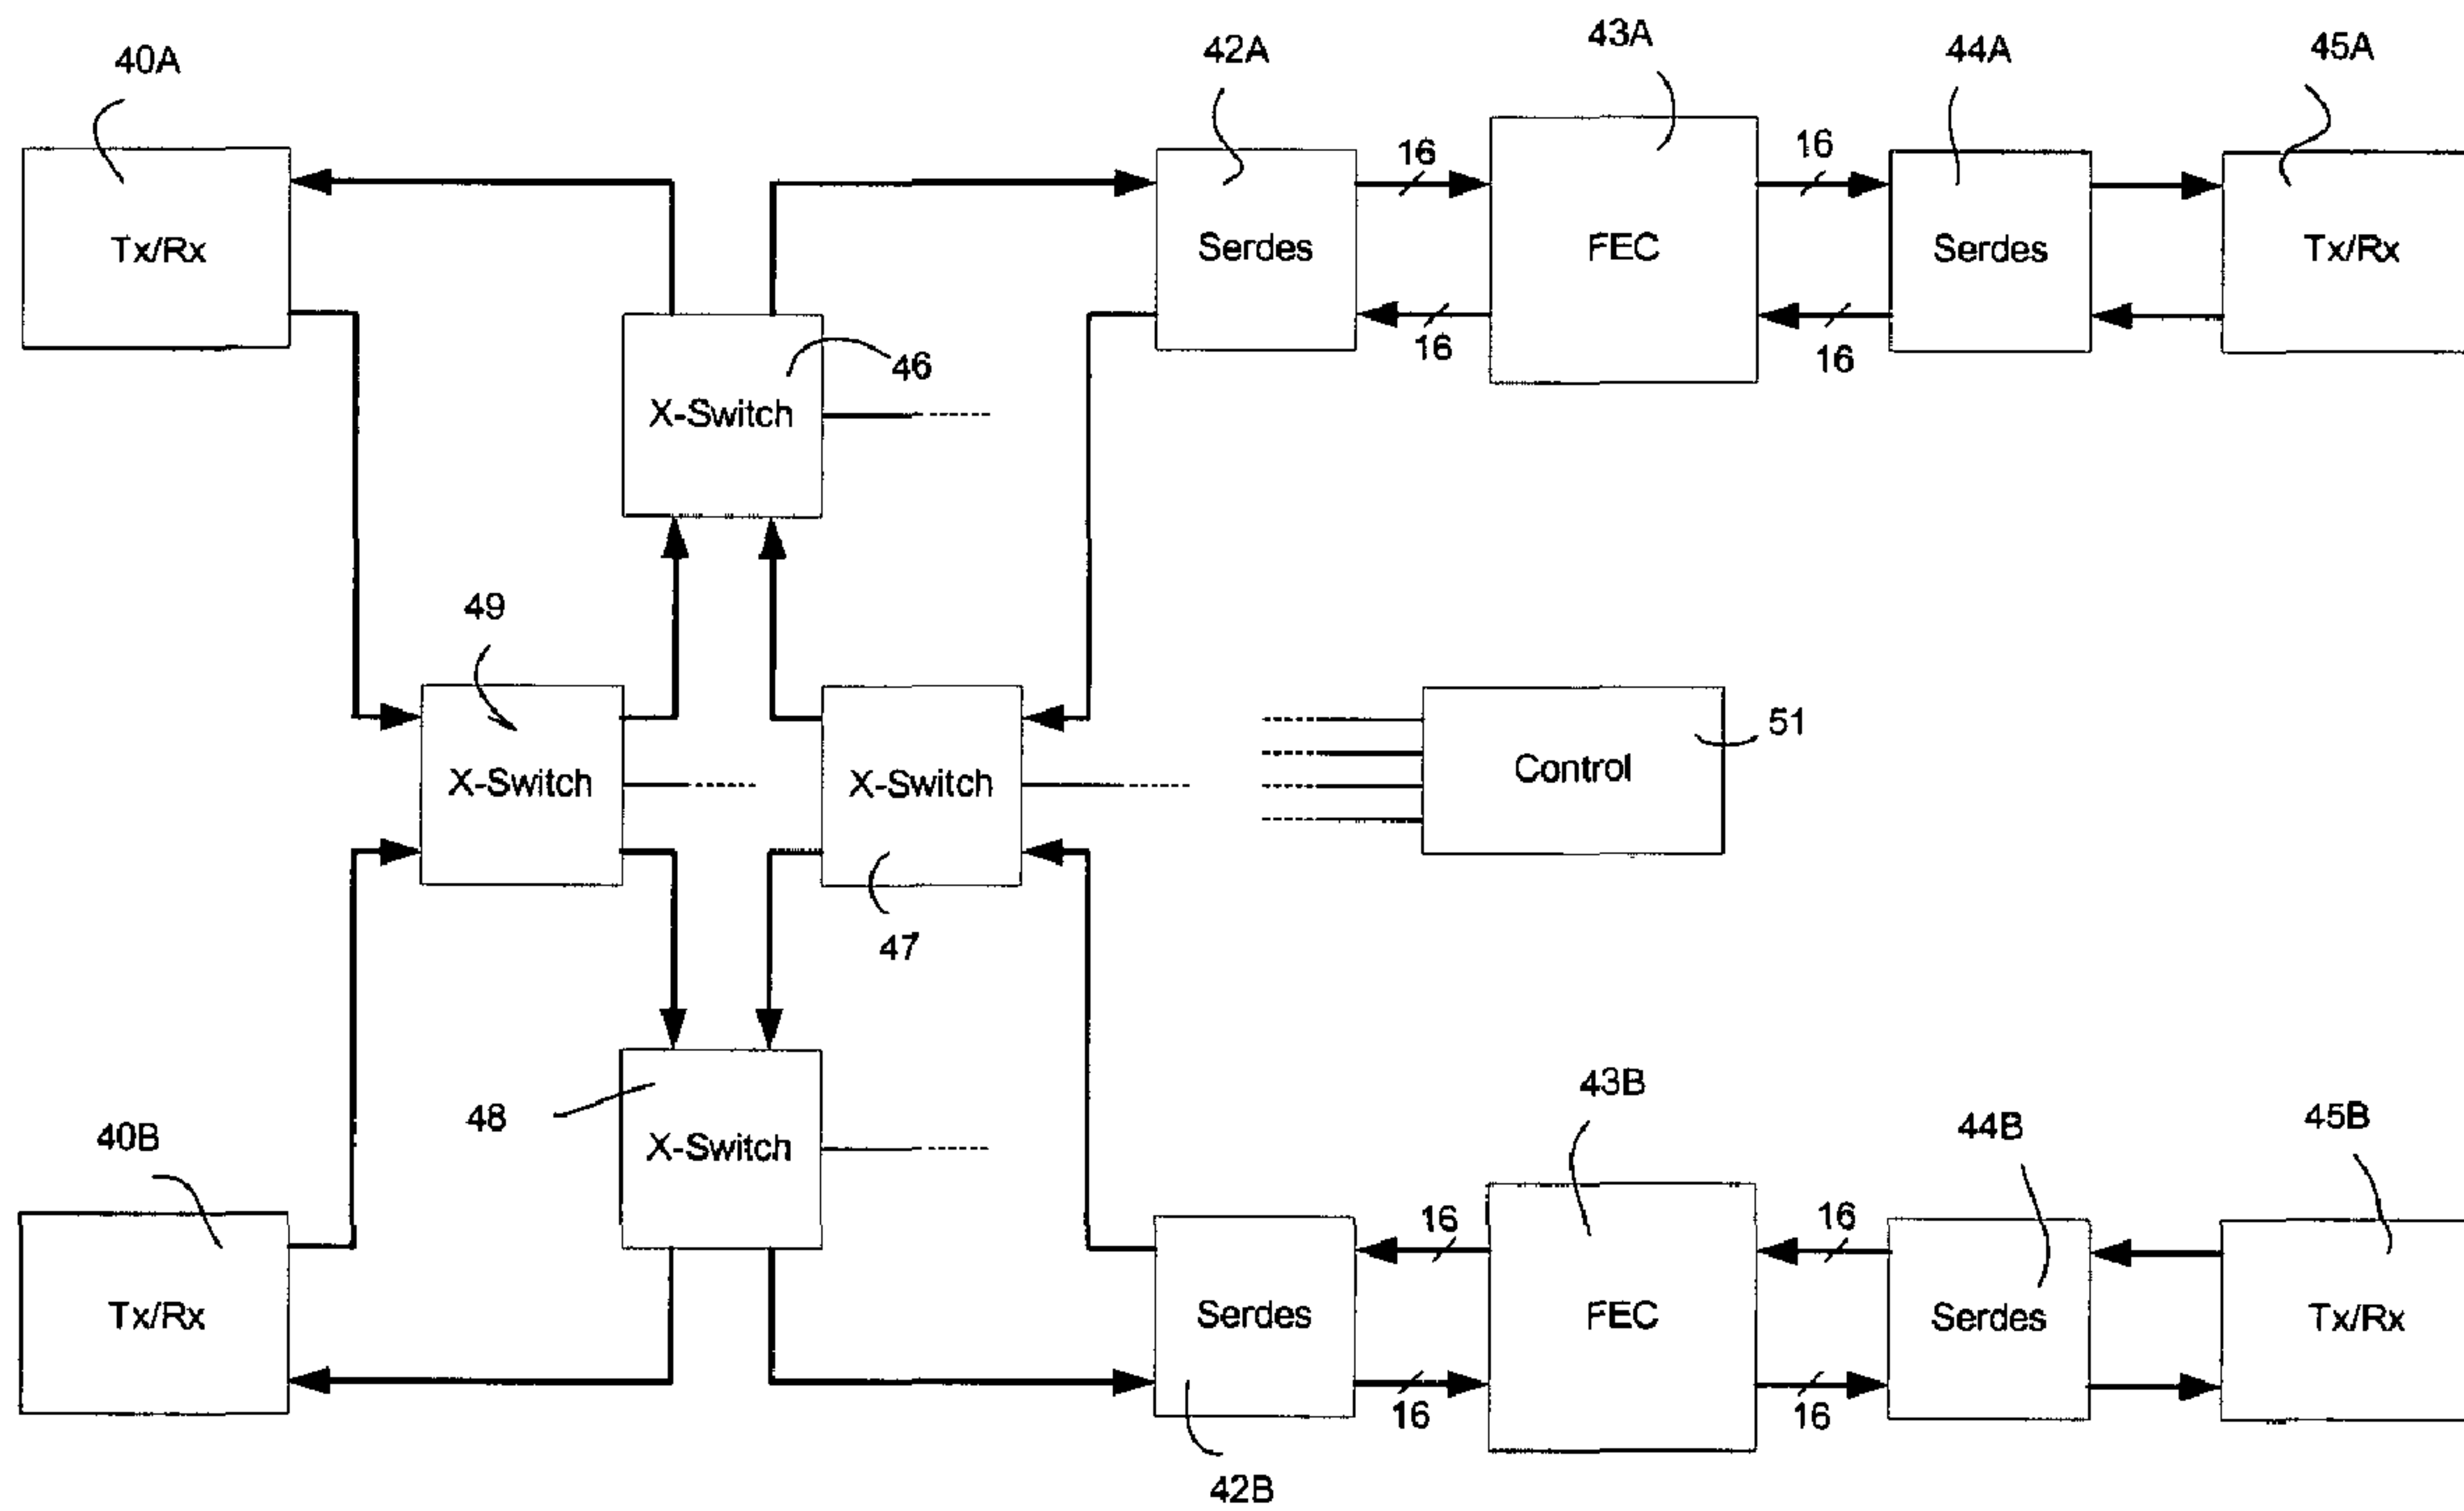 40A
42A
43A
44A
45A
16
16
Tx/Rx
Serdes
FEC
Serdes
Tx/Rx
16
16
46
X-Switch
49
51
X-Switch
X-Switch
Control
47
43B
48
X-Switch
40B
44B
45B
16
16
Tx/Rx
Serdes
FEC
Serdes
Tx/Rx
16
16
42B